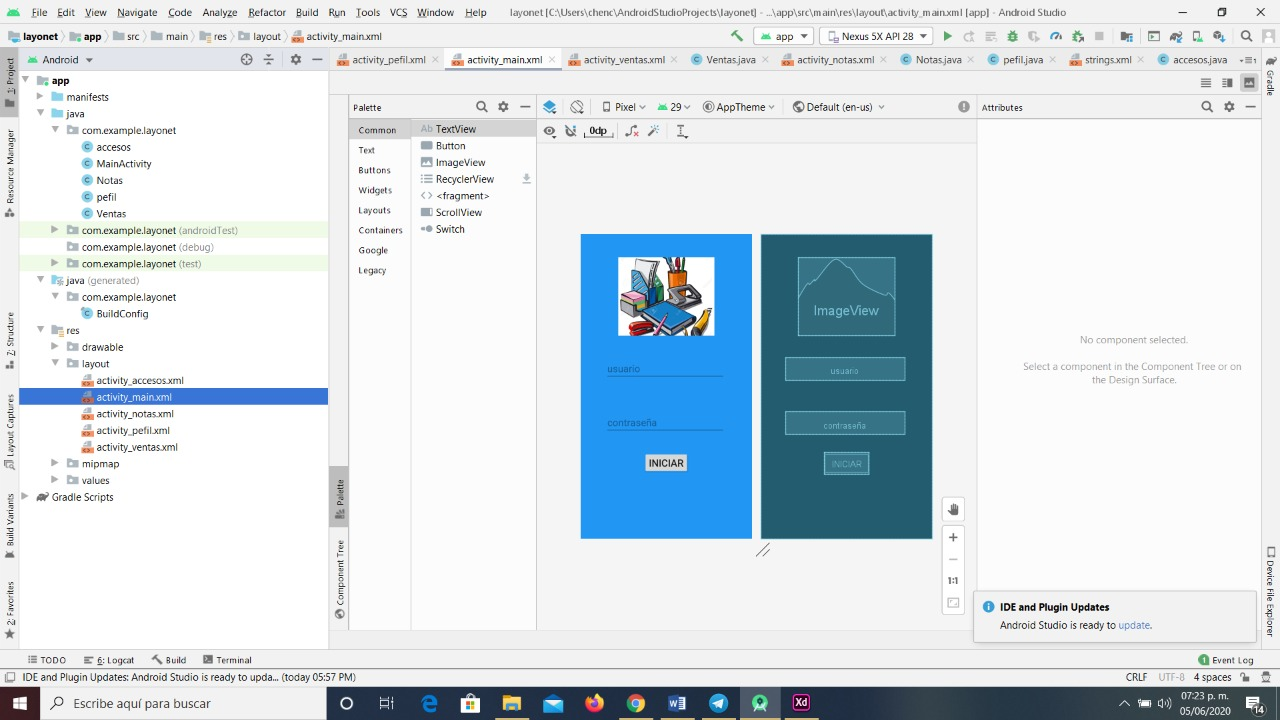 File Edit View Navigate Code Analyze Refactor Build Run Tools VCS Window Help layonet [C:\Users\chenc\AndroidStudioProjects\layonet] - ...\app\src\main\res\layout\activity_main.xml [app] - Android Studio
layonet app src main res layout activity_main.xml app Nexus 5X API 28
Android activity_pefil.xml activity_main.xml activity_ventas.xml Ventas.java activity_notas.xml Notas.java pefil.java strings.xml accesos.java
1: Project
Resource Manager
Z: Structure
Layout Captures
Build Variants
2: Favorites
app
manifests
java
com.example.layonet
accesos
MainActivity
Notas
pefil
Ventas
com.example.layonet (androidTest)
com.example.layonet (debug)
com.example.layonet (test)
java (generated)
com.example.layonet
BuildConfig
res
drawable
layout
activity_accesos.xml
activity_main.xml
activity_notas.xml
activity_pefil.xml
activity_ventas.xml
mipmap
values
Gradle Scripts
Palette
Component Tree
Palette
Common
Text
Buttons
Widgets
Layouts
Containers
Google
Legacy
Ab TextView
Button
ImageView
RecyclerView
<fragment>
ScrollView
Switch
Pixel 29 AppTheme Default (en-us)
0dp
usuario
contraseña
INICIAR
ImageView
usuario
contraseña
INICIAR
1:1
Attributes
No component selected.
Select a component in the Component Tree or on
the Design Surface.
Gradle
Device File Explorer
IDE and Plugin Updates
Android Studio is ready to update.
TODO 6: Logcat Build Terminal 1 Event Log
IDE and Plugin Updates: Android Studio is ready to upda... (today 05:57 PM) CRLF UTF-8 4 spaces
Escribe aquí para buscar
Xd
07:23 p. m.
05/06/2020
14